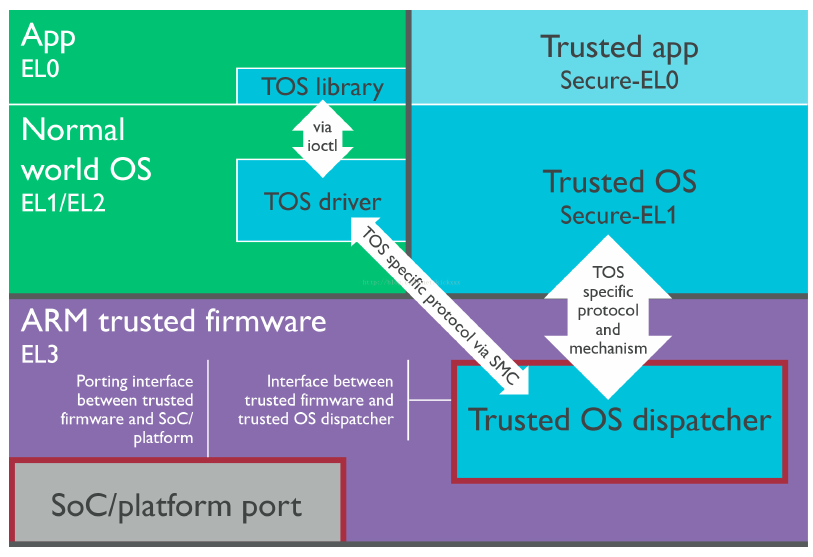 App
EL0
TOS library
Trusted app
Secure-EL0
via
ioctl
Normal
world OS
EL1/EL2
TOS driver
Trusted OS
Secure-EL1
TOS specific protocol via SMC
TOS
specific
protocol
and
mechanism
ARM trusted firmware
EL3
Porting interface
between trusted
firmware and SoC/
platform
Interface between
trusted firmware and
trusted OS dispatcher
Trusted OS dispatcher
SoC/platform port